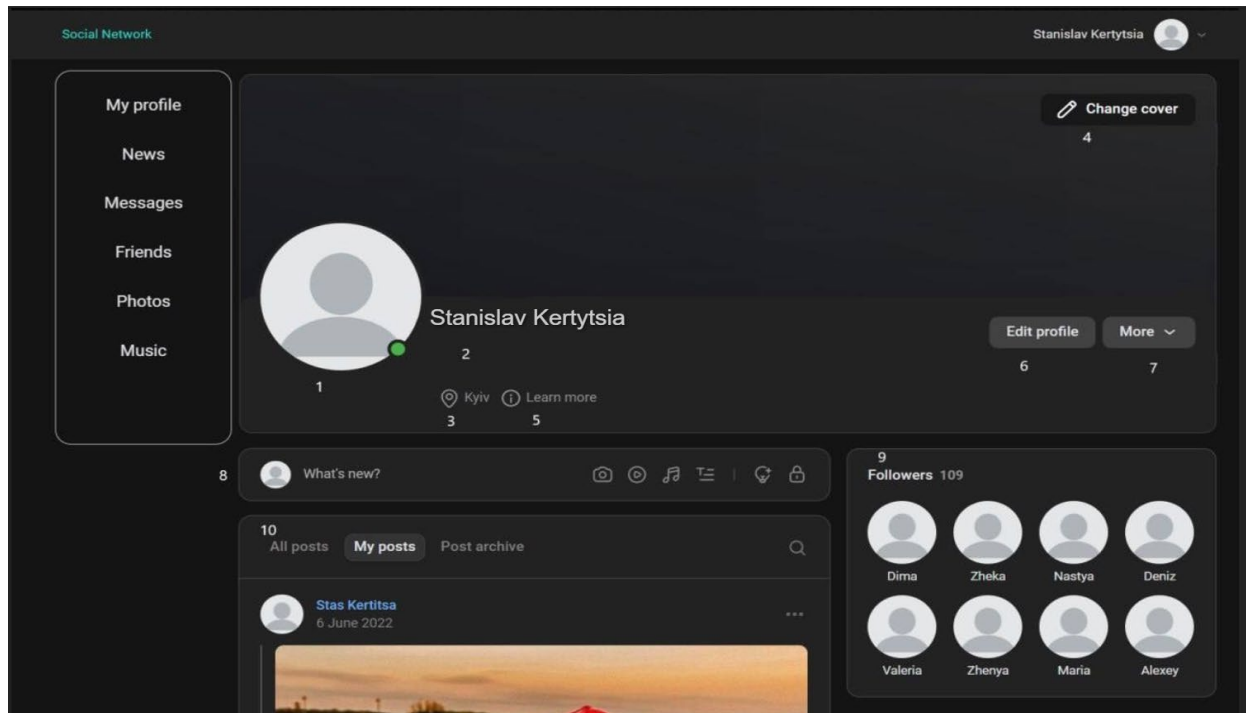 Social Network
Stanislav Kertytsia
My profile
News
Messages
Friends
Photos
Music
Change cover
4
Stanislav Kertytsia
2
1
Kyiv Learn more
3 5
Edit profile More
6 7
8
What's new?
9
Followers 109
Dima Zheka Nastya Deniz
Valeria Zhenya Maria Alexey
10
All posts My posts Post archive
Stas Kertitsa
6 June 2022